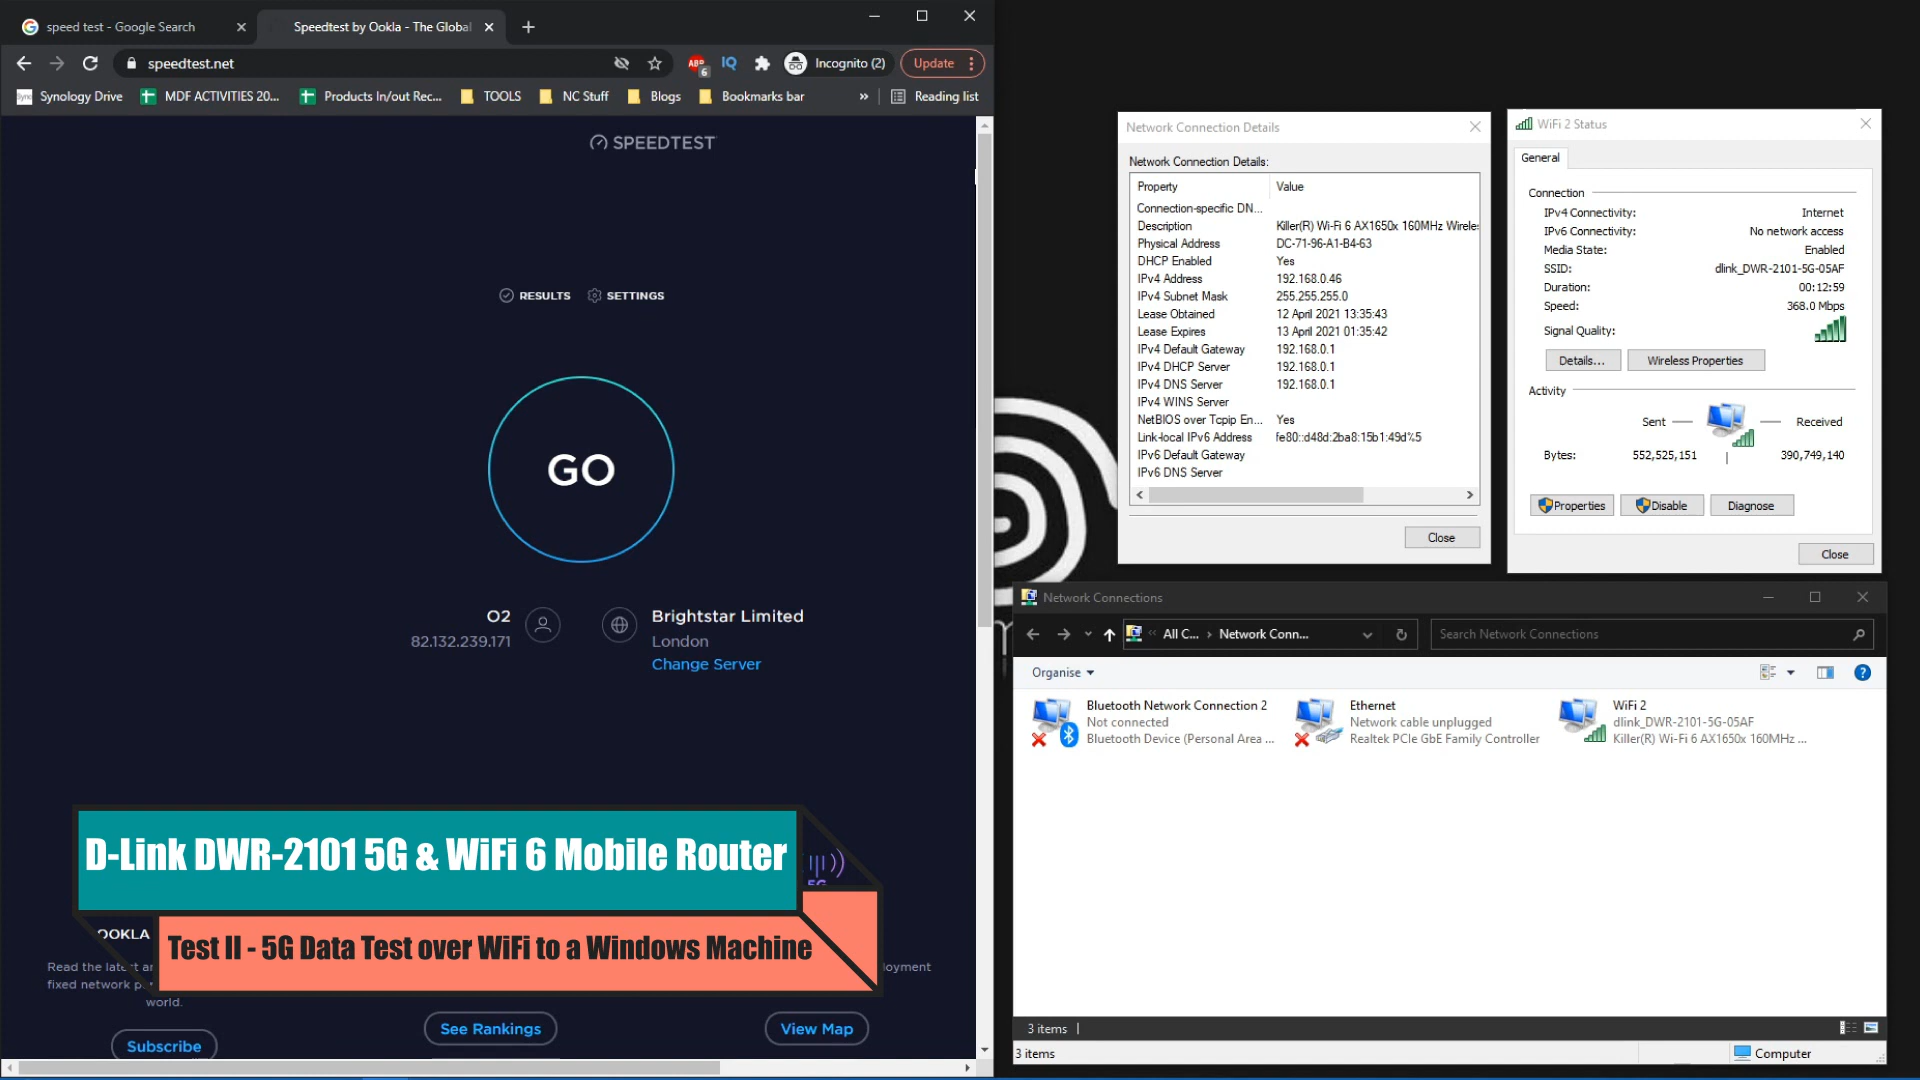 speed test - Google Search
Speedtest by Ookla - The Global
speedtest.net
ABP
6
IQ
Incognito (2)
Update
Synology Drive
MDF ACTIVITIES 20...
Products In/out Rec...
TOOLS
NC Stuff
Blogs
Bookmarks bar
»
Reading list
SPEEDTEST
RESULTS
SETTINGS
GO
O2
82.132.239.171
Brightstar Limited
London
Change Server
D-Link DWR-2101 5G & WiFi 6 Mobile Router
5G
OOKLA
Test II - 5G Data Test over WiFi to a Windows Machine
Read the latest
fixed network
world.
Subscribe
See Rankings
View Map
Network Connection Details
Network Connection Details:
Property Value
Connection-specific DN...
Description Killer(R) Wi-Fi 6 AX1650x 160MHz Wireles
Physical Address DC-71-96-A1-B4-63
DHCP Enabled Yes
IPv4 Address 192.168.0.46
IPv4 Subnet Mask 255.255.255.0
Lease Obtained 12 April 2021 13:35:43
Lease Expires 13 April 2021 01:35:42
IPv4 Default Gateway 192.168.0.1
IPv4 DHCP Server 192.168.0.1
IPv4 DNS Server 192.168.0.1
IPv4 WINS Server
NetBIOS over Tcpip En... Yes
Link-local IPv6 Address fe80::d48d:2ba8:15b1:49d%5
IPv6 Default Gateway
IPv6 DNS Server
Close
WiFi 2 Status
General
Connection
IPv4 Connectivity: Internet
IPv6 Connectivity: No network access
Media State: Enabled
SSID: dlink_DWR-2101-5G-05AF
Duration: 00:12:59
Speed: 368.0 Mbps
Signal Quality:
Details...
Wireless Properties
Activity
Sent — — Received
Bytes: 552,525,151 | 390,749,140
Properties
Disable
Diagnose
Close
Network Connections
« All C... › Network Conn...
Search Network Connections
Organise
Bluetooth Network Connection 2
Not connected
Bluetooth Device (Personal Area ...
Ethernet
Network cable unplugged
Realtek PCIe GbE Family Controller
WiFi 2
dlink_DWR-2101-5G-05AF
Killer(R) Wi-Fi 6 AX1650x 160MHz ...
3 items
3 items
Computer